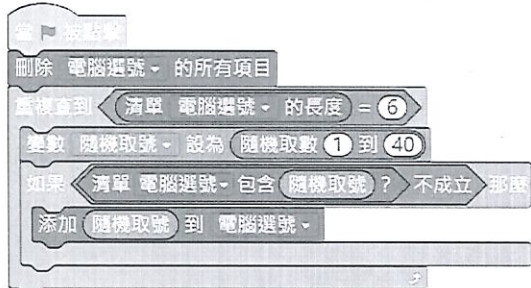 當 被點擊
刪除 電腦選號 的所有項目
重複直到 清單 電腦選號 的長度 = 6
變數 隨機取號 設為 隨機取數 1 到 40
如果 清單 電腦選號 包含 隨機取號 ? 不成立 那麼
添加 隨機取號 到 電腦選號